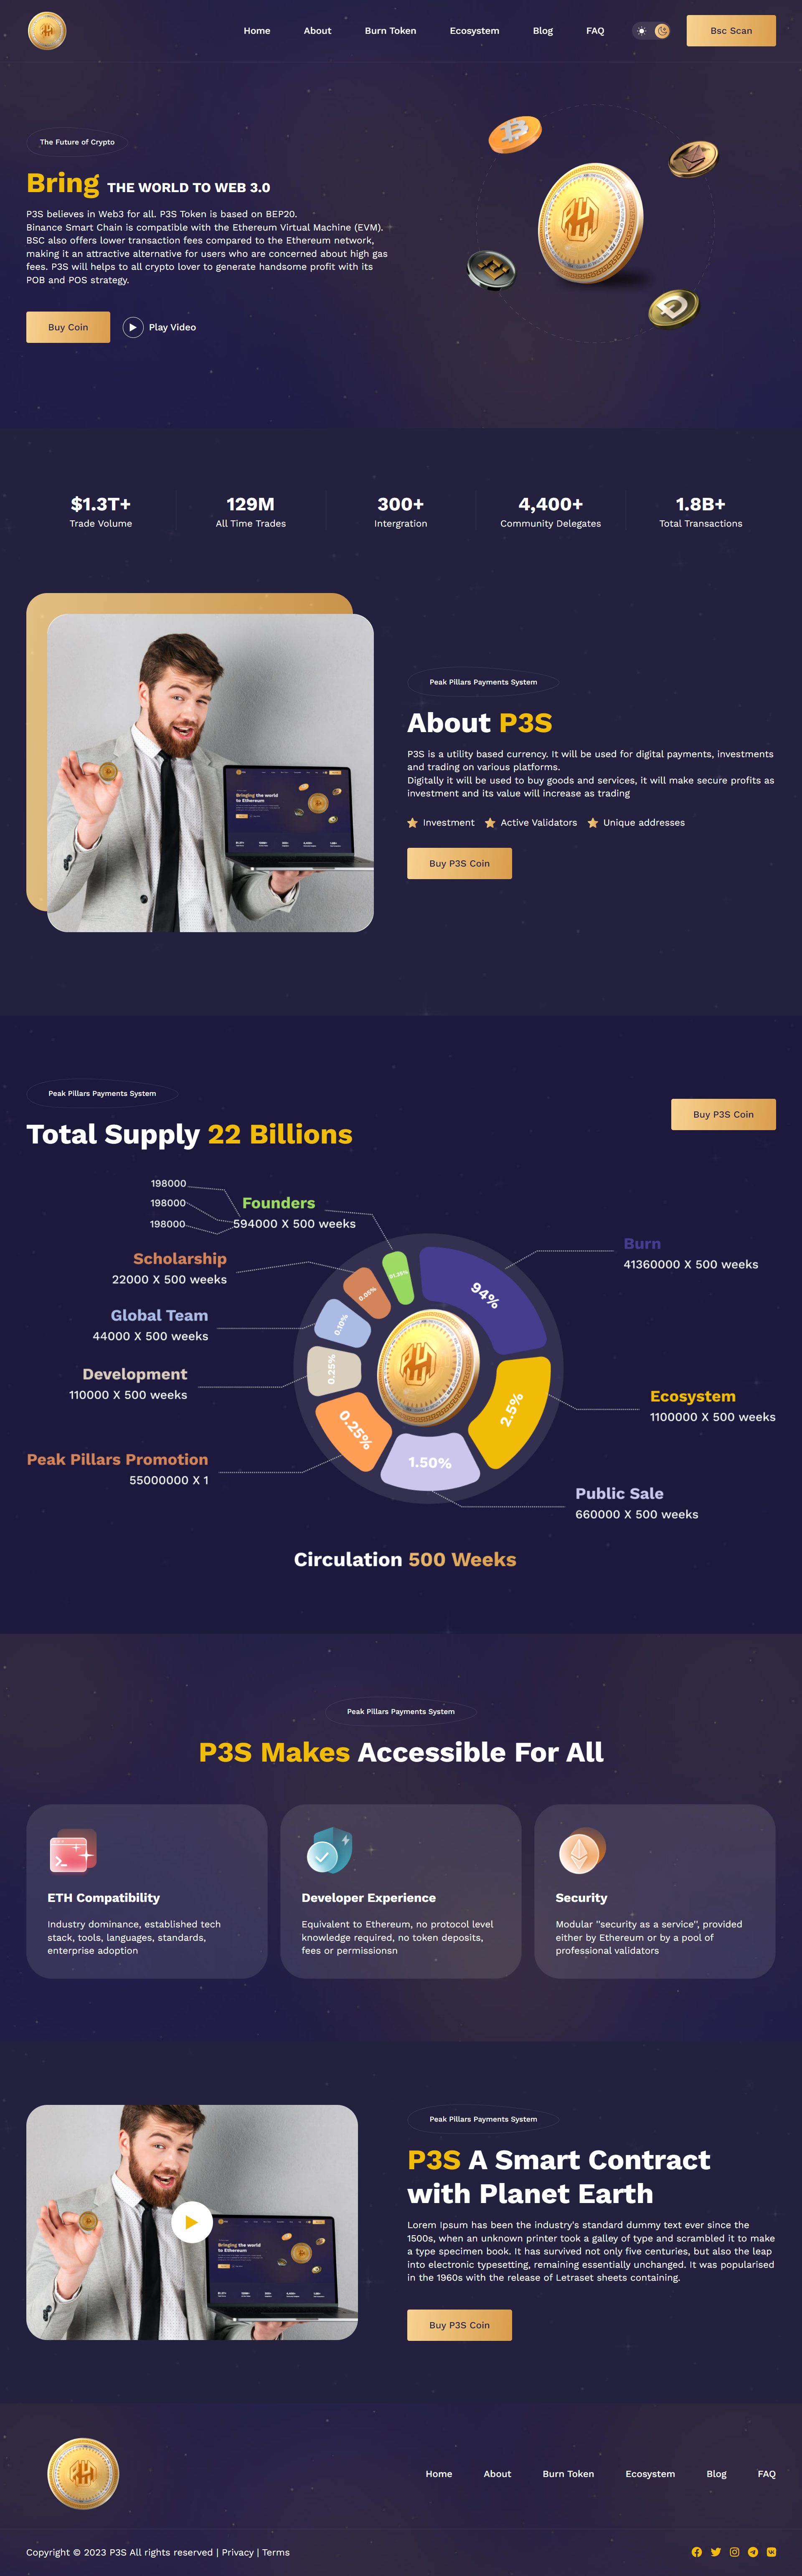 Home About Burn Token Ecosystem Blog FAQ Bsc Scan
The Future of Crypto
Bring THE WORLD TO WEB 3.0
P3S believes in Web3 for all. P3S Token is based on BEP20.
Binance Smart Chain is compatible with the Ethereum Virtual Machine (EVM).
BSC also offers lower transaction fees compared to the Ethereum network,
making it an attractive alternative for users who are concerned about high gas
fees. P3S will helps to all crypto lover to generate handsome profit with its
POB and POS strategy.
Buy Coin Play Video
$1.3T+ 129M 300+ 4,400+ 1.8B+
Trade Volume All Time Trades Intergration Community Delegates Total Transactions
Bringing the world
to Ethereum
Peak Pillars Payments System
About P3S
P3S is a utility based currency. It will be used for digital payments, investments
and trading on various platforms.
Digitally it will be used to buy goods and services, it will make secure profits as
investment and its value will increase as trading
Investment Active Validators Unique addresses
Buy P3S Coin
Peak Pillars Payments System
Total Supply 22 Billions
Buy P3S Coin
198000
198000
198000
Founders
594000 X 500 weeks
Scholarship
22000 X 500 weeks
Global Team
44000 X 500 weeks
Development
110000 X 500 weeks
Peak Pillars Promotion
55000000 X 1
94%
2.5%
1.50%
0.25%
0.25%
0.10%
0.05%
Burn
41360000 X 500 weeks
Ecosystem
1100000 X 500 weeks
Public Sale
660000 X 500 weeks
Circulation 500 Weeks
Peak Pillars Payments System
P3S Makes Accessible For All
ETH Compatibility
Industry dominance, established tech
stack, tools, languages, standards,
enterprise adoption
Developer Experience
Equivalent to Ethereum, no protocol level
knowledge required, no token deposits,
fees or permissionsn
Security
Modular "security as a service", provided
either by Ethereum or by a pool of
professional validators
Bringing the world
to Ethereum
Peak Pillars Payments System
P3S A Smart Contract
with Planet Earth
Lorem Ipsum has been the industry's standard dummy text ever since the
1500s, when an unknown printer took a galley of type and scrambled it to make
a type specimen book. It has survived not only five centuries, but also the leap
into electronic typesetting, remaining essentially unchanged. It was popularised
in the 1960s with the release of Letraset sheets containing.
Buy P3S Coin
Home About Burn Token Ecosystem Blog FAQ
Copyright © 2023 P3S All rights reserved | Privacy | Terms